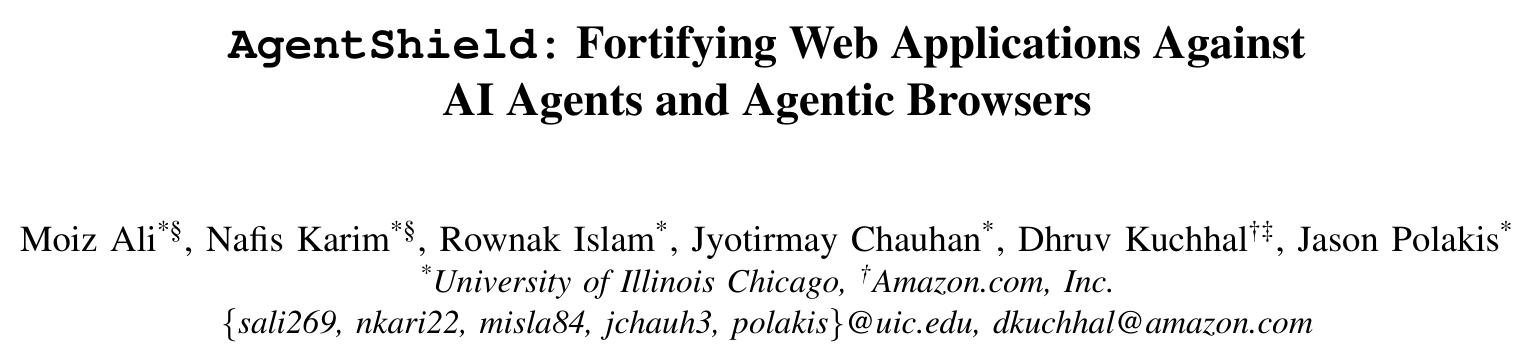 AgentShield: Fortifying Web Applications Against
AI Agents and Agentic Browsers
Moiz Ali*§, Nafis Karim*§, Rownak Islam*, Jyotirmay Chauhan*, Dhruv Kuchhal†‡, Jason Polakis*
*University of Illinois Chicago, †Amazon.com, Inc.
{sali269, nkari22, misla84, jchauh3, polakis}@uic.edu, dkuchhal@amazon.com